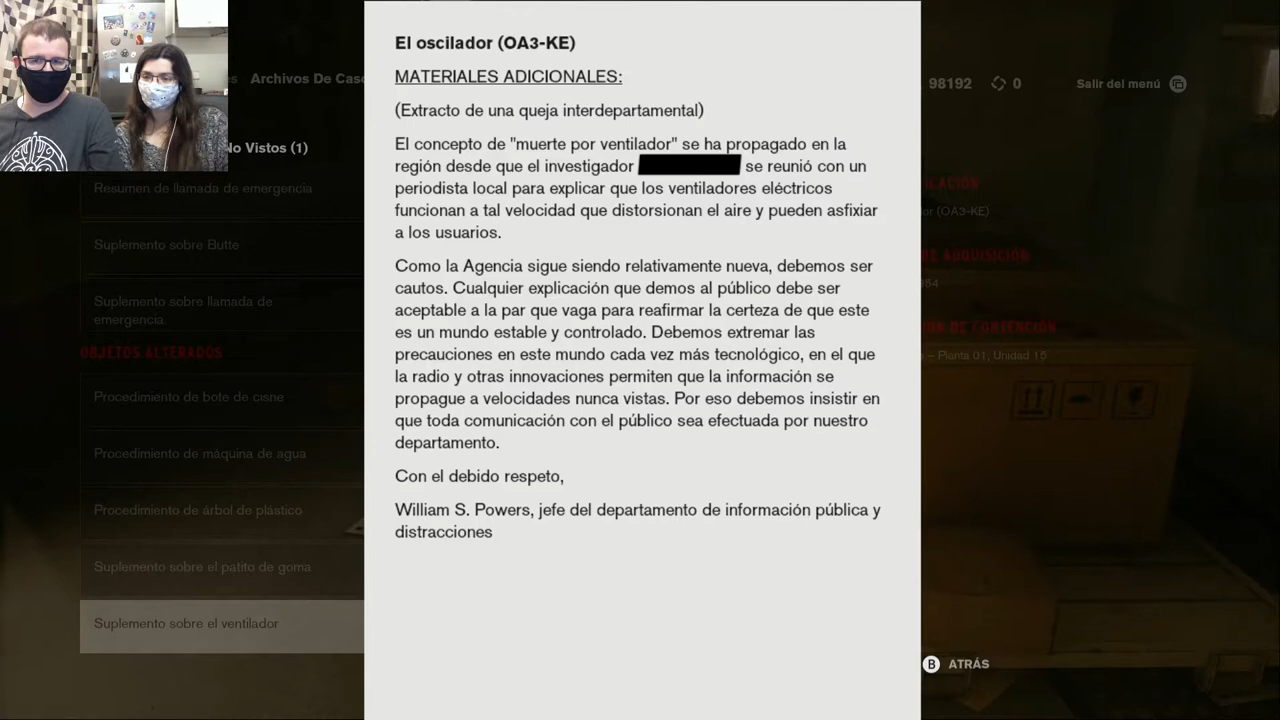 El oscilador (OA3-KE)
MATERIALES ADICIONALES:
(Extracto de una queja interdepartamental)
El concepto de "muerte por ventilador" se ha propagado en la
región desde que el investigador se reunió con un
periodista local para explicar que los ventiladores eléctricos
funcionan a tal velocidad que distorsionan el aire y pueden asfixiar
a los usuarios.
Como la Agencia sigue siendo relativamente nueva, debemos ser
cautos. Cualquier explicación que demos al público debe ser
aceptable a la par que vaga para reafirmar la certeza de que este
es un mundo estable y controlado. Debemos extremar las
precauciones en este mundo cada vez más tecnológico, en el que
la radio y otras innovaciones permiten que la información se
propague a velocidades nunca vistas. Por eso debemos insistir en
que toda comunicación con el público sea efectuada por nuestro
departamento.
Con el debido respeto,
William S. Powers, jefe del departamento de información pública y
distracciones
Archivos De Caso
No Vistos (1)
Resumen de llamada de emergencia
Suplemento sobre Butte
Suplemento sobre llamada de
emergencia
OBJETOS ALTERADOS
Procedimiento de bote de cisne
Procedimiento de máquina de agua
Procedimiento de árbol de plástico
Suplemento sobre el patito de goma
Suplemento sobre el ventilador
98192
0
Salir del menú
(OA3-KE)
– Planta 01, Unidad 15
B ATRÁS